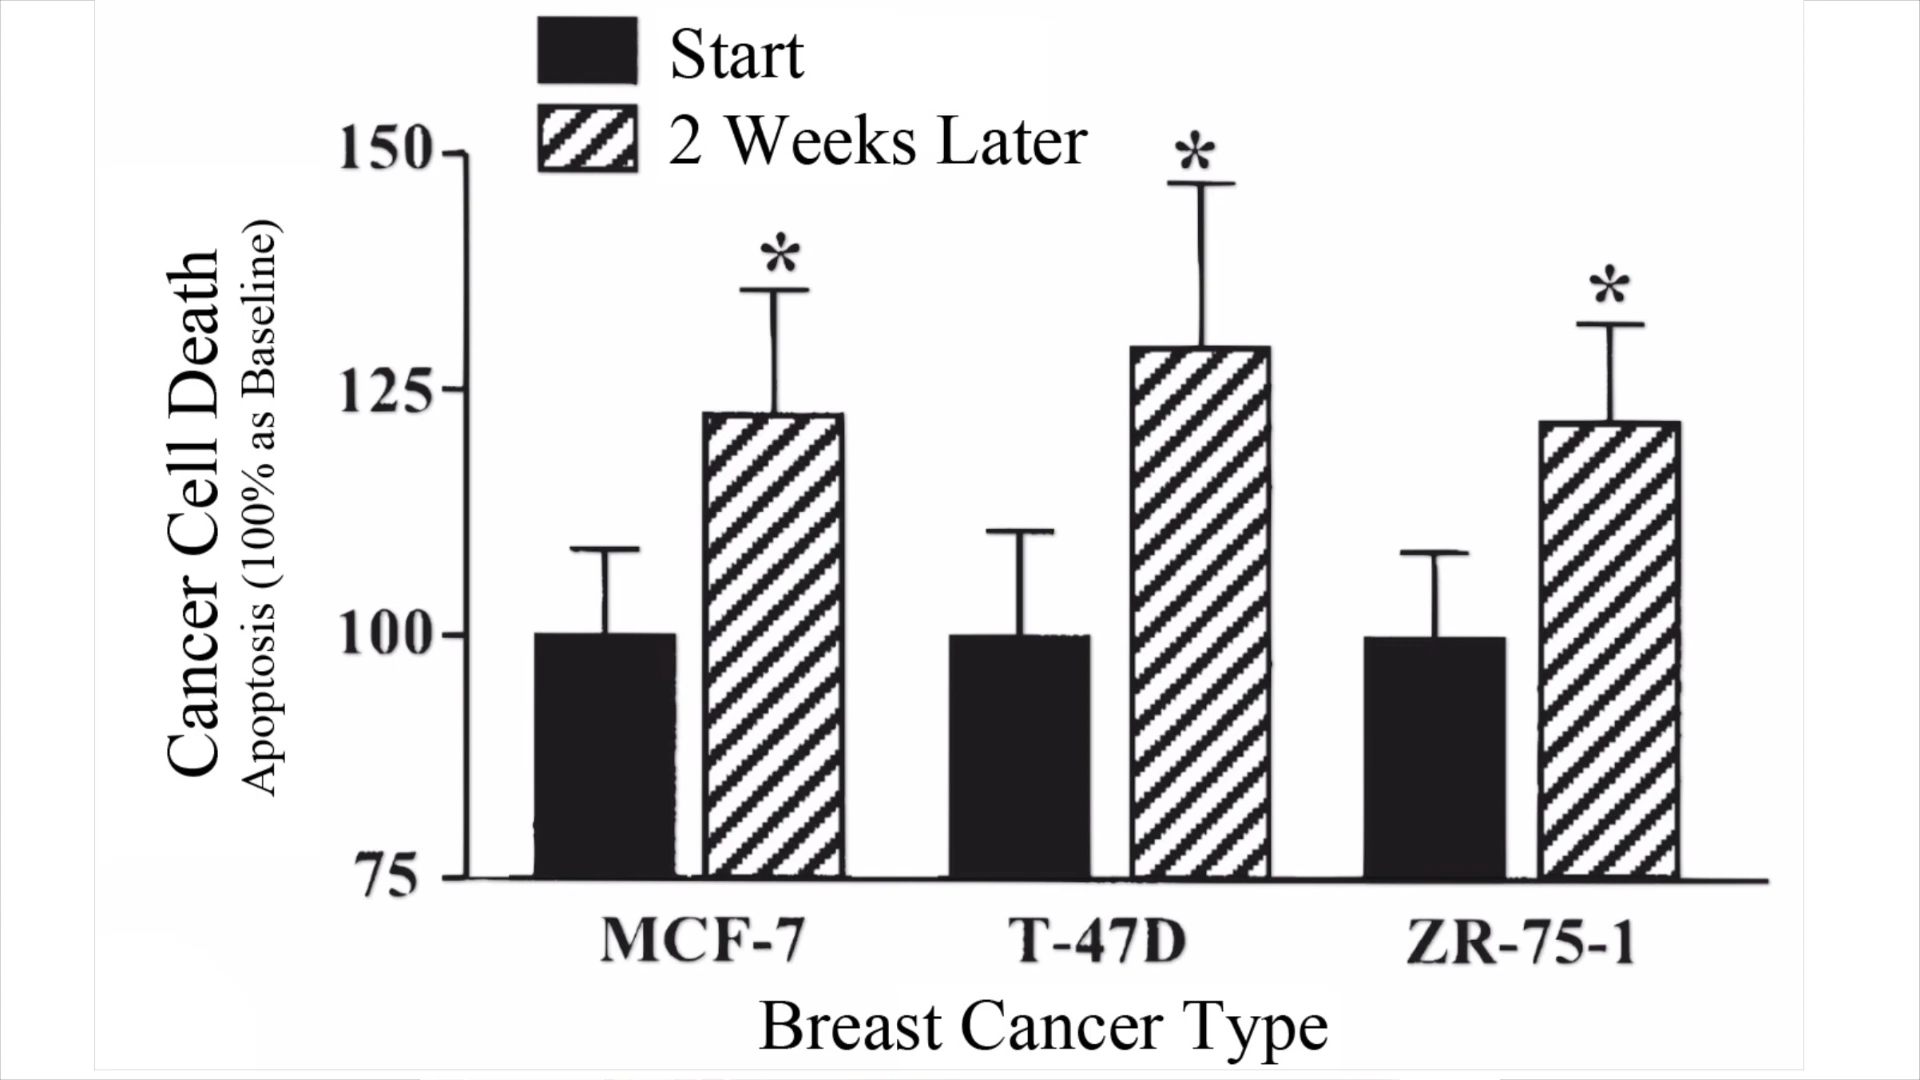 Start
2 Weeks Later
Cancer Cell Death
Apoptosis (100% as Baseline)
150
125
100
75
*
*
*
MCF-7
T-47D
ZR-75-1
Breast Cancer Type